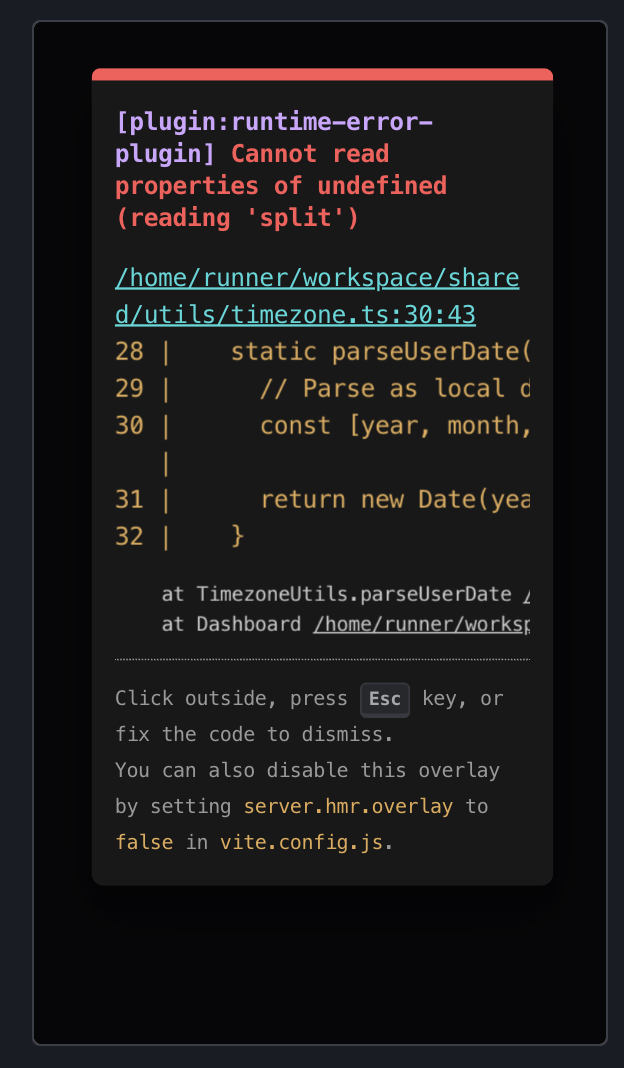 [plugin:runtime-error-
plugin] Cannot read
properties of undefined
(reading 'split')
/home/runner/workspace/share
d/utils/timezone.ts:30:43
28 |    static parseUserDate(
29 |      // Parse as local d
30 |      const [year, month,
|
31 |      return new Date(yea
32 |    }
at TimezoneUtils.parseUserDate /
at Dashboard /home/runner/worksp
Click outside, press Esc key, or
fix the code to dismiss.
You can also disable this overlay
by setting server.hmr.overlay to
false in vite.config.js.